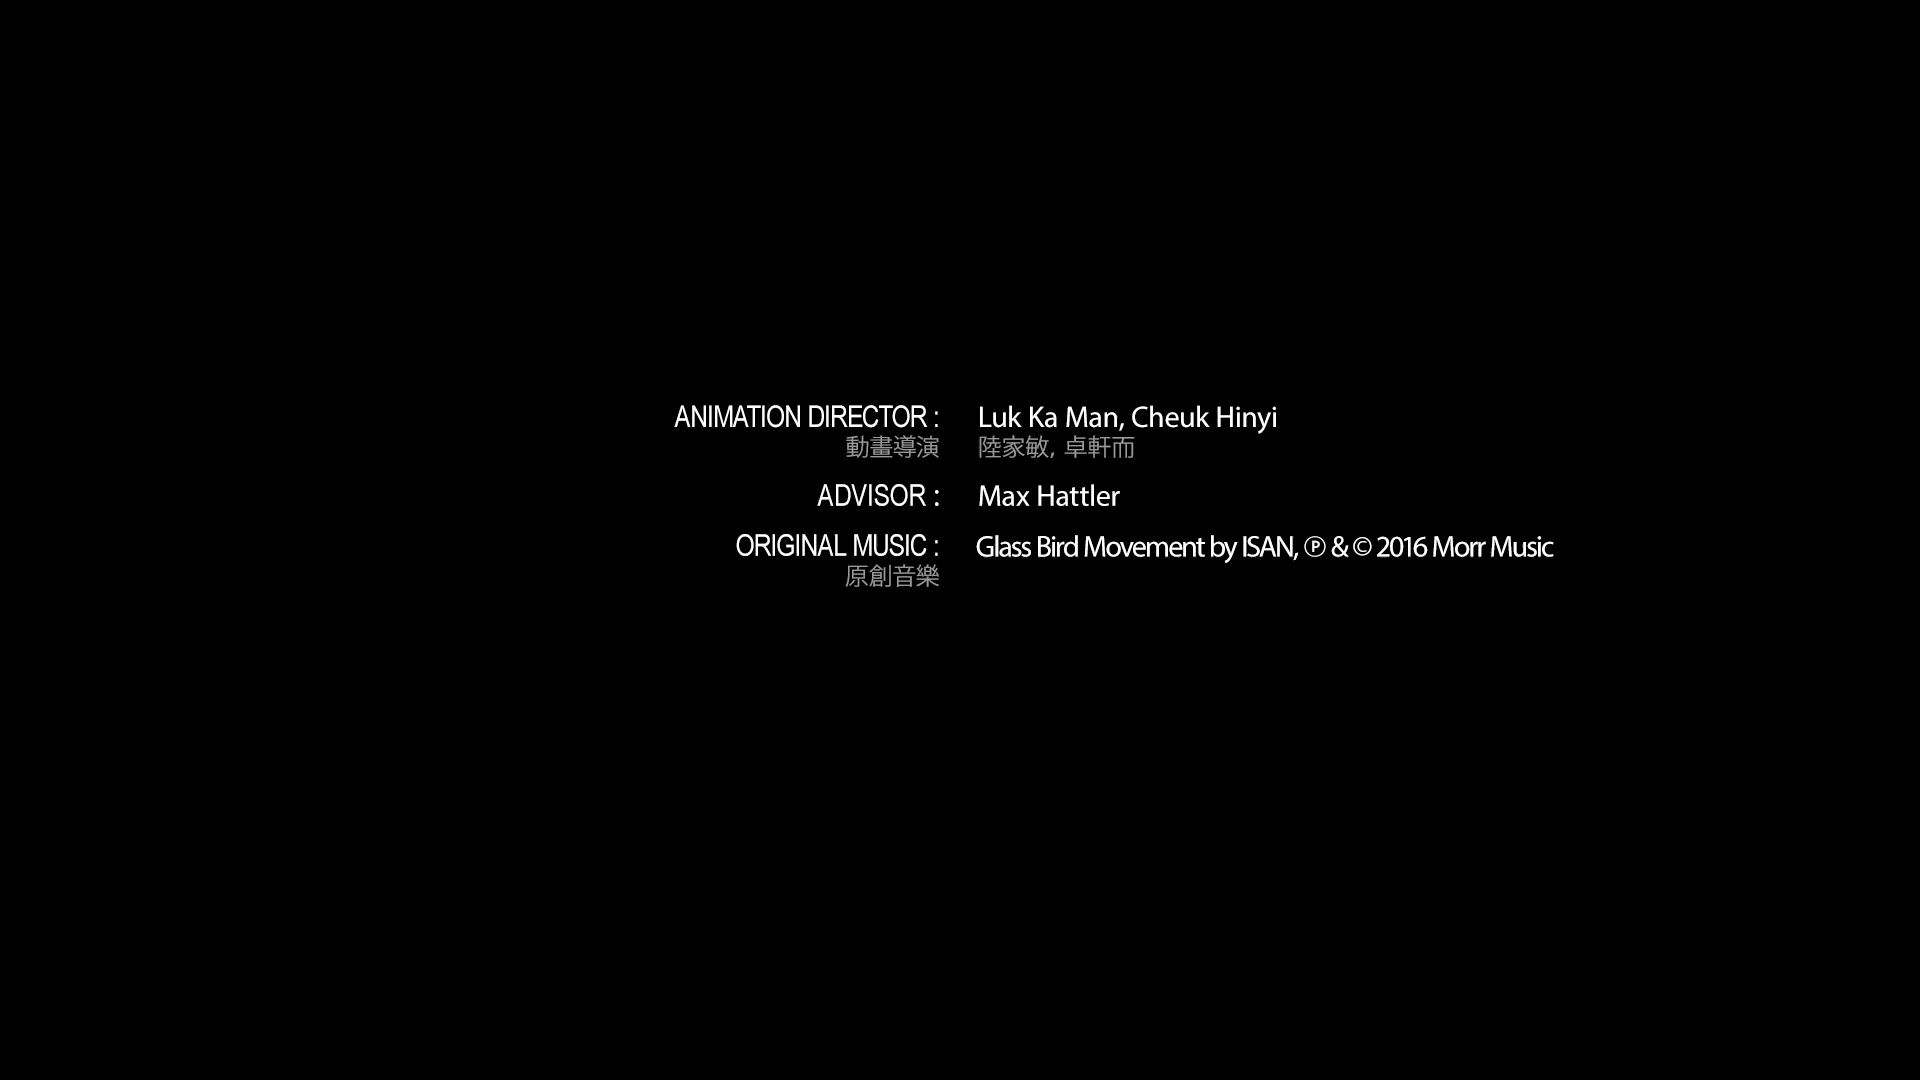 ANIMATION DIRECTOR : Luk Ka Man, Cheuk Hinyi
動畫導演 陸家敏, 卓軒而
ADVISOR : Max Hattler
ORIGINAL MUSIC : Glass Bird Movement by ISAN, ℗ & © 2016 Morr Music
原創音樂